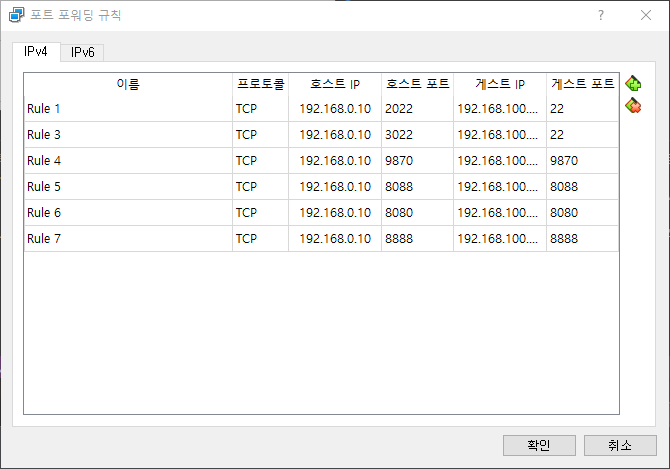 포트 포워딩 규칙
IPv4 IPv6
이름 프로토콜 호스트 IP 호스트 포트 게스트 IP 게스트 포트
Rule 1 TCP 192.168.0.10 2022 192.168.100.... 22
Rule 3 TCP 192.168.0.10 3022 192.168.100.... 22
Rule 4 TCP 192.168.0.10 9870 192.168.100.... 9870
Rule 5 TCP 192.168.0.10 8088 192.168.100.... 8088
Rule 6 TCP 192.168.0.10 8080 192.168.100.... 8080
Rule 7 TCP 192.168.0.10 8888 192.168.100.... 8888
확인 취소